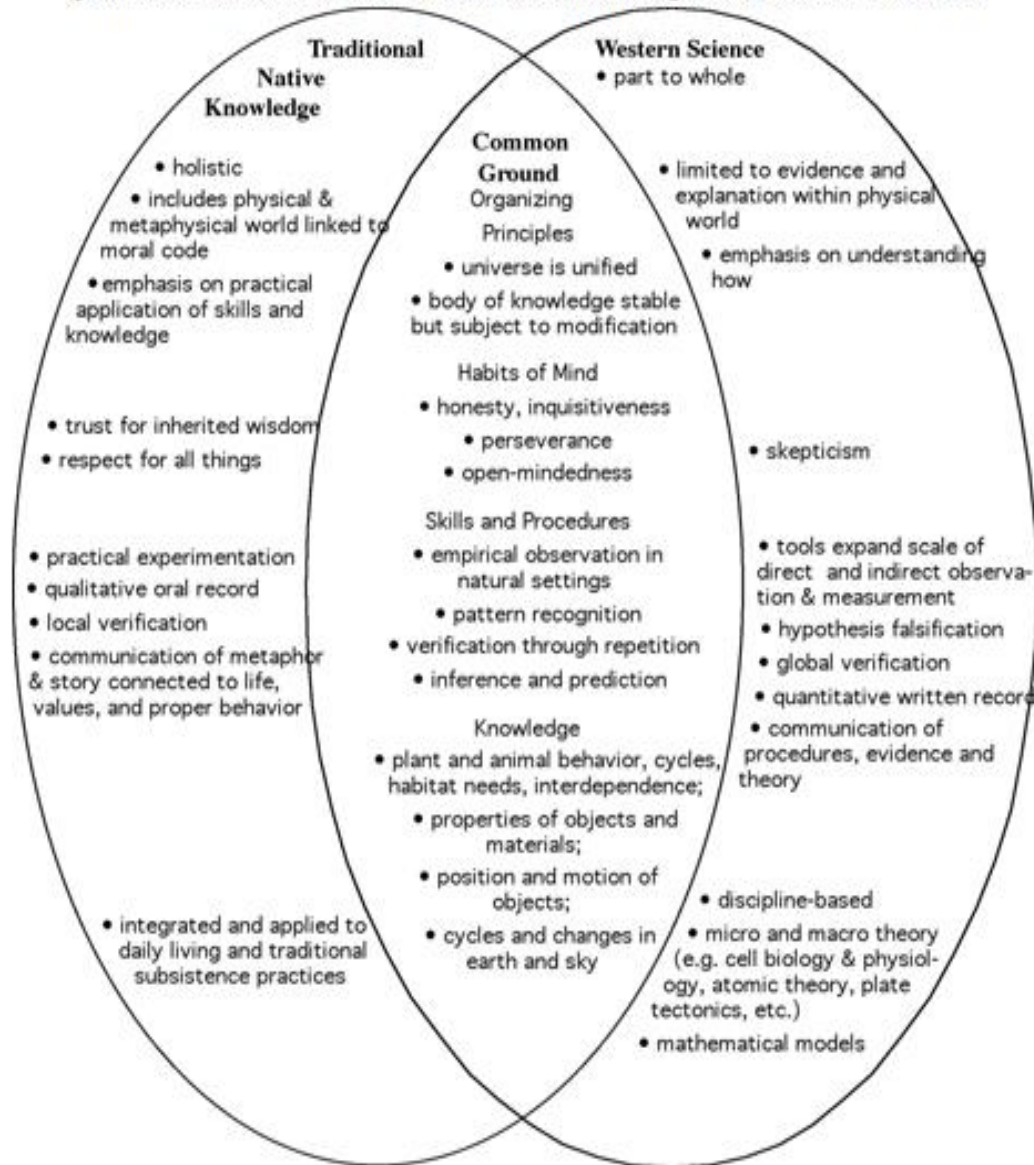 Traditional
Native
Knowledge
• holistic
• includes physical &
metaphysical world linked to
moral code
• emphasis on practical
application of skills and
knowledge
• trust for inherited wisdom
• respect for all things
• practical experimentation
• qualitative oral record
• local verification
• communication of metaphor
& story connected to life,
values, and proper behavior
• integrated and applied to
daily living and traditional
subsistence practices
Common
Ground
Organizing
Principles
• universe is unified
• body of knowledge stable
but subject to modification
Habits of Mind
• honesty, inquisitiveness
• perseverance
• open-mindedness
Skills and Procedures
• empirical observation in
natural settings
• pattern recognition
• verification through repetition
• inference and prediction
Knowledge
• plant and animal behavior, cycles,
habitat needs, interdependence;
• properties of objects and
materials;
• position and motion of
objects;
• cycles and changes in
earth and sky
Western Science
• part to whole
• limited to evidence and
explanation within physical
world
• emphasis on understanding
how
• skepticism
• tools expand scale of
direct and indirect observa-
tion & measurement
• hypothesis falsification
• global verification
• quantitative written record
• communication of
procedures, evidence and
theory
• discipline-based
• micro and macro theory
(e.g. cell biology & physiol-
ogy, atomic theory, plate
tectonics, etc.)
• mathematical models